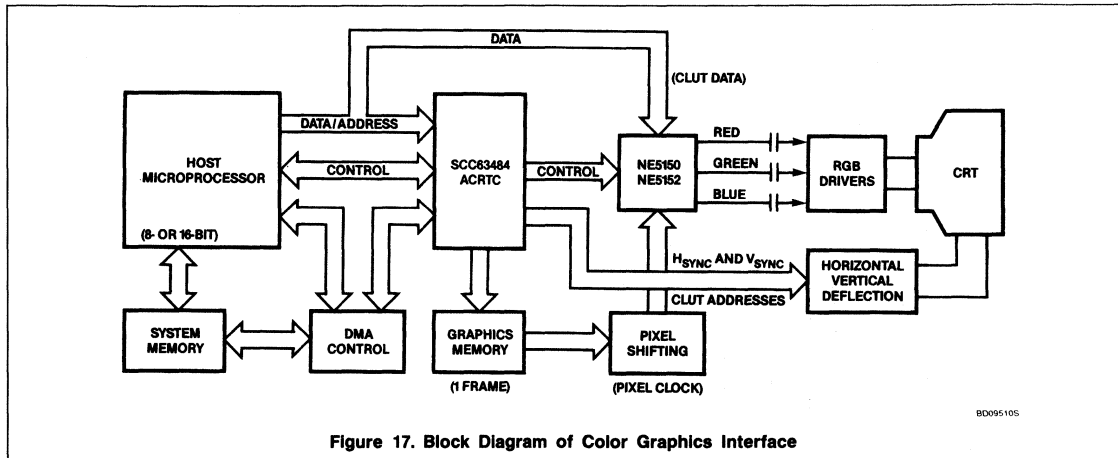 DATA
(CLUT DATA)
HOST
MICROPROCESSOR
(8- OR 16-BIT)
DATA/ADDRESS
CONTROL
SCC63484
ACRTC
CONTROL
NE5150
NE5152
RED
GREEN
BLUE
RGB
DRIVERS
CRT
HSYNC AND VSYNC
CLUT ADDRESSES
HORIZONTAL
VERTICAL
DEFLECTION
SYSTEM
MEMORY
DMA
CONTROL
GRAPHICS
MEMORY
(1 FRAME)
PIXEL
SHIFTING
(PIXEL CLOCK)
BD09510S
Figure 17. Block Diagram of Color Graphics Interface